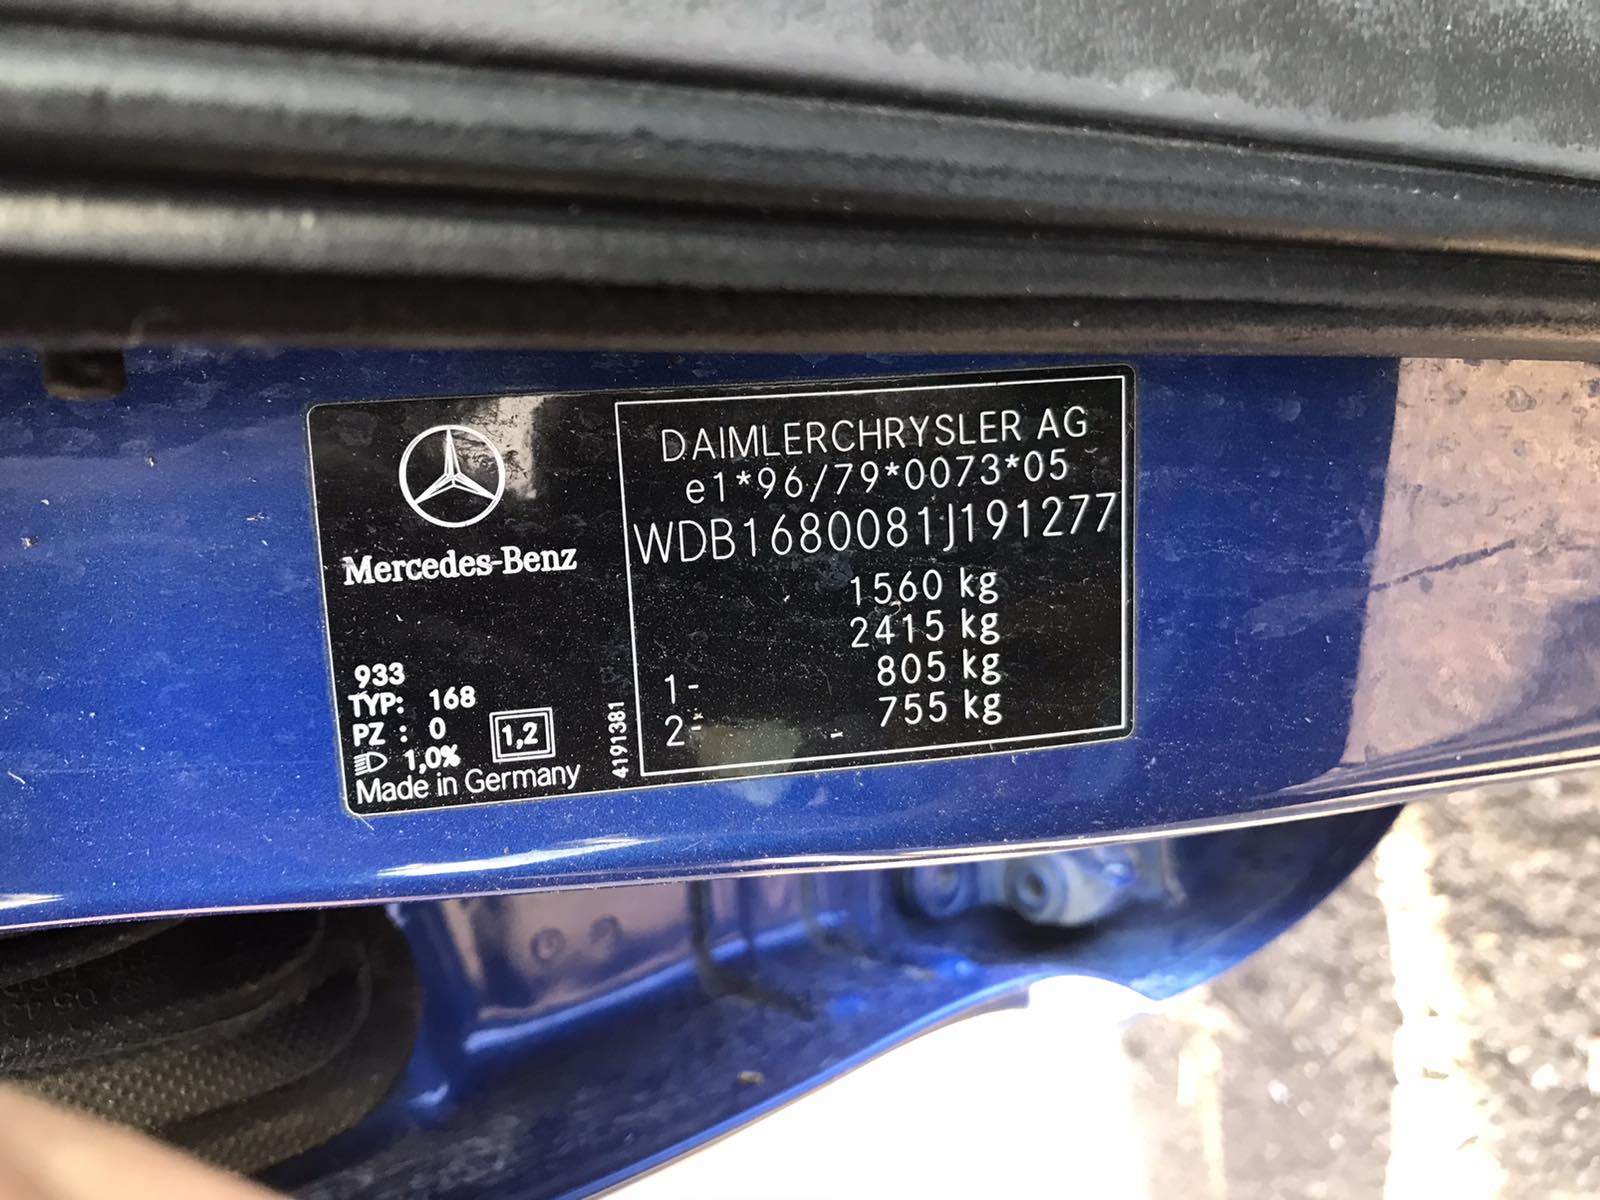 Mercedes-Benz
933
TYP: 168
PZ : 0
1,0%
1,2
Made in Germany
4191381
DAIMLERCHRYSLER AG
e1*96/79*0073*05
WDB1680081J191277
1560 kg
2415 kg
1- 805 kg
2- - 755 kg